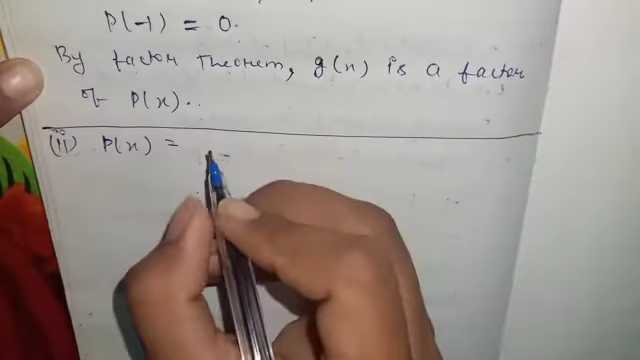 P(-1) = 0.
By factor Theorem, g(x) is a factor
of P(x)..
(ii) P(x) =